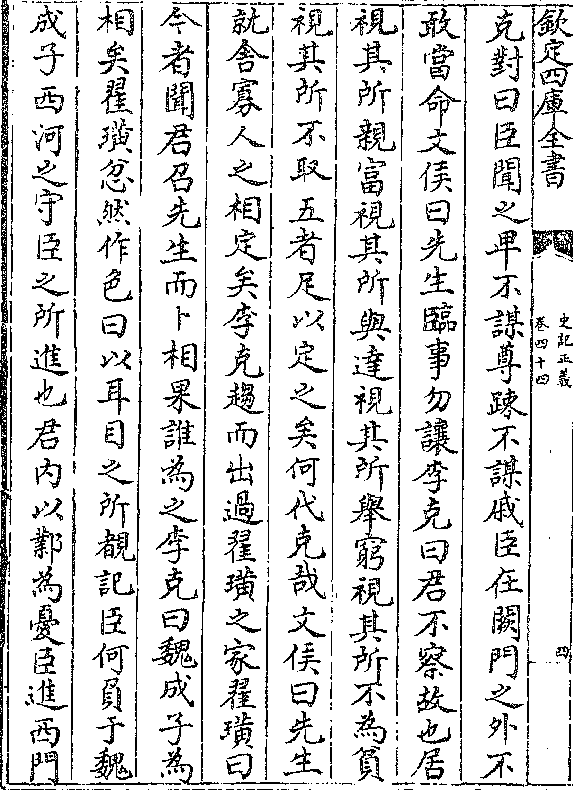 欽定四庫全書
史記正義
卷四十四
四
克對曰臣聞之卑不謀尊踈不謀戚臣在闕門之外不
敢當命文侯曰先生臨事勿讓李克曰君不察故也居
視其所親富視其所與達視其所舉窮視其所不為貧
視其所不取五者足以定之矣何代克哉文侯曰先生
就舍寡人之相定矣李克趨而出過翟璜之家翟璜曰
今者聞君召先生而卜相果誰為之李克曰魏成子為
相矣翟璜忿然作色曰以耳目之所覩記臣何負于魏
成子西河之守臣之所進也君內以鄴為憂臣進西門